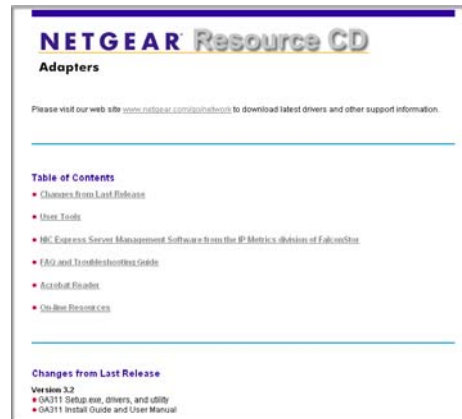 NETGEAR Resource CD
Adapters
Please visit our web site www.netgear.com/go/network to download latest drivers and other support information.
Table of Contents
Changes from Last Release
User Tools
NIC Express Server Management Software from the IP Metrics division of FalconStor
FAQ and Troubleshooting Guide
Acrobat Reader
On-line Resources
Changes from Last Release
Version 3.2
GA311 Setup.exe, drivers, and utility
GA311 Install Guide and User Manual